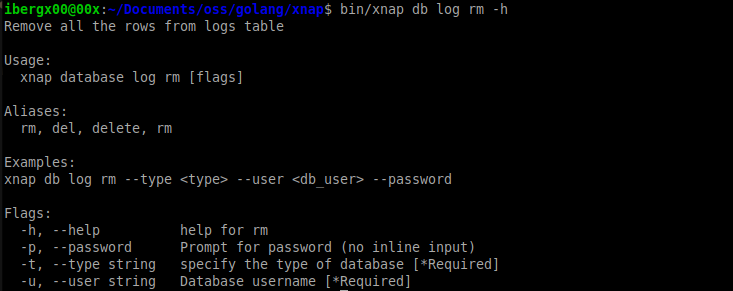 ibergx00@00x:~/Documents/oss/golang/xnap$ bin/xnap db log rm -h
Remove all the rows from logs table

Usage:
  xnap database log rm [flags]

Aliases:
  rm, del, delete, rm

Examples:
xnap db log rm --type <type> --user <db_user> --password

Flags:
  -h, --help          help for rm
  -p, --password      Prompt for password (no inline input)
  -t, --type string   specify the type of database [*Required]
  -u, --user string   Database username [*Required]